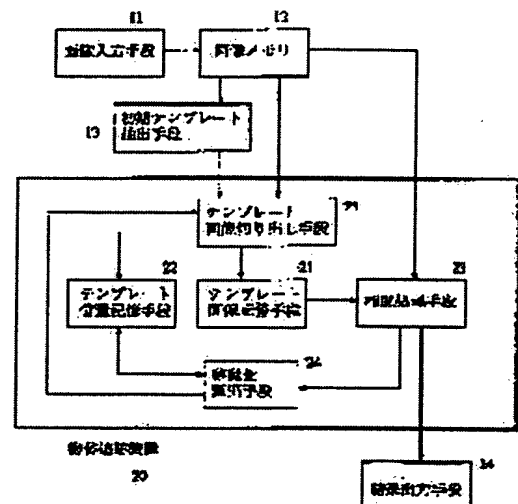 11
12
画像入力手段
画像メモリ
13
初期テンプレート
抽出手段
テンプレート
画像切り出し手段
22
21
23
テンプレート
位置記憶手段
テンプレート
画像記憶手段
24
手段
物体追跡装置
20
14
結果出力手段